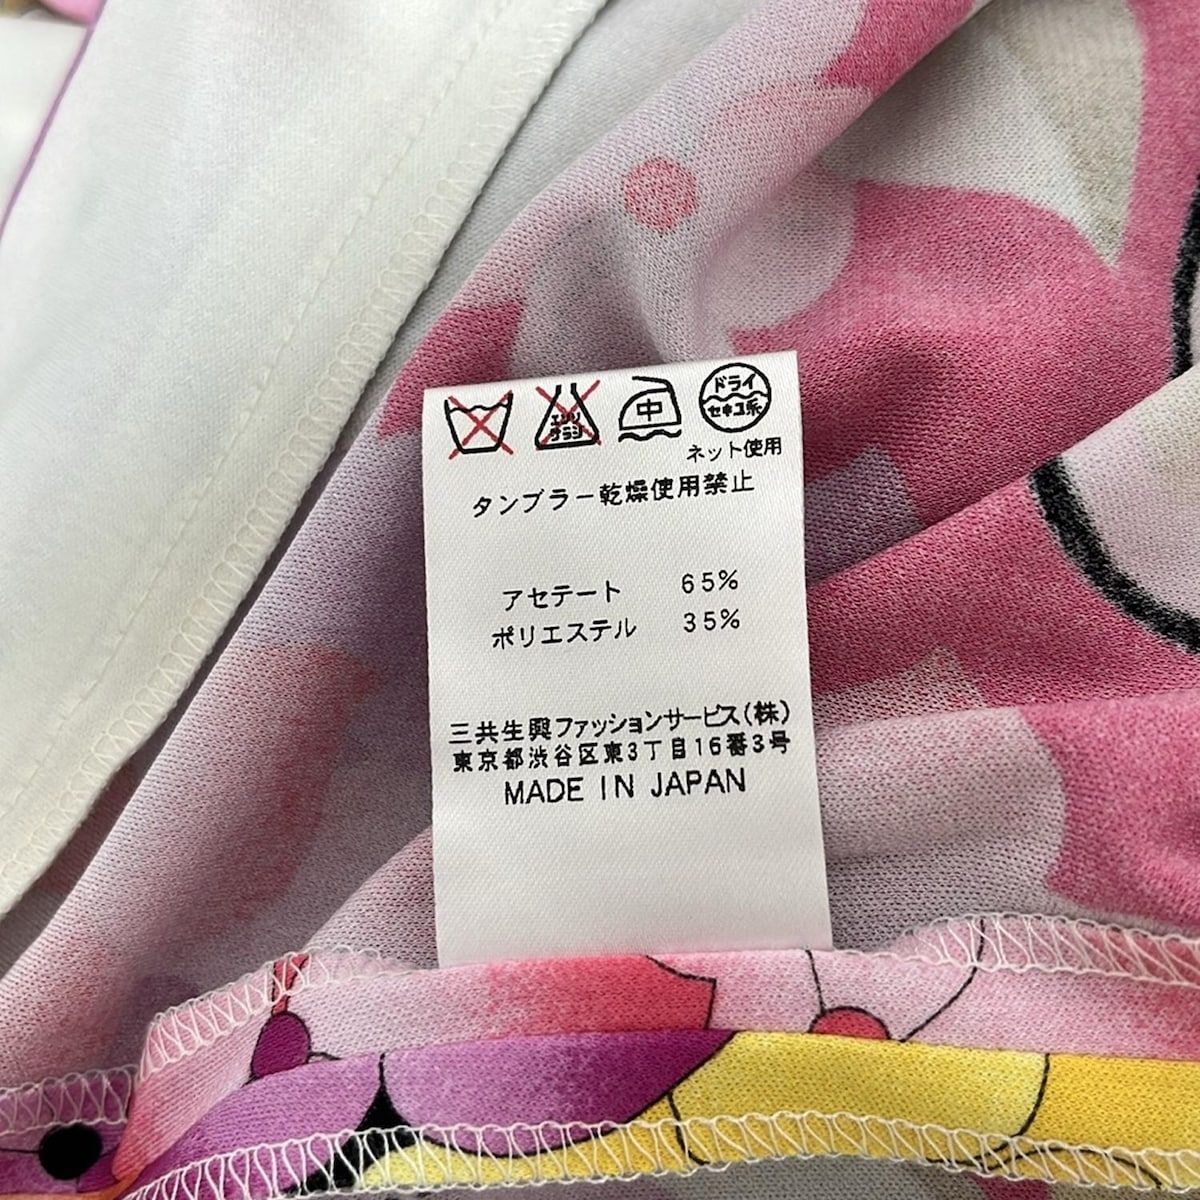 エンソ サラシ
中
ドライ
セキユ系
ネット使用
タンブラー乾燥使用禁止
アセテート 65%
ポリエステル 35%
三共生興ファッションサービス(株)
東京都渋谷区東3丁目16番3号
MADE IN JAPAN